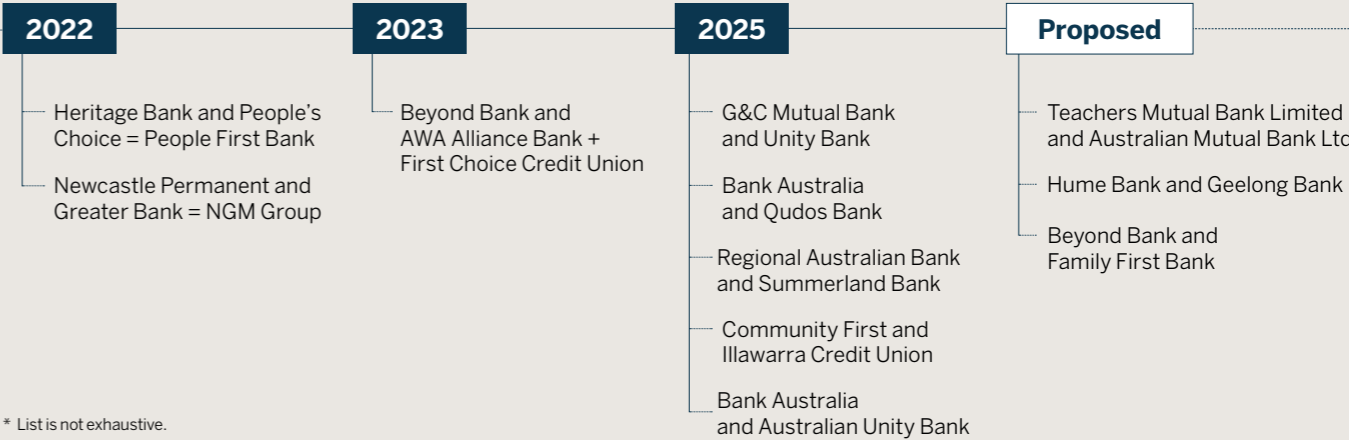 2022
Heritage Bank and People's
Choice = People First Bank
Newcastle Permanent and
Greater Bank = NGM Group
2023
Beyond Bank and
AWA Alliance Bank +
First Choice Credit Union
2025
G&C Mutual Bank
and Unity Bank
Bank Australia
and Qudos Bank
Regional Australian Bank
and Summerland Bank
Community First and
Illawarra Credit Union
Bank Australia
and Australian Unity Bank
Proposed
Teachers Mutual Bank Limited
and Australian Mutual Bank Ltd
Hume Bank and Geelong Bank
Beyond Bank and
Family First Bank
* List is not exhaustive.